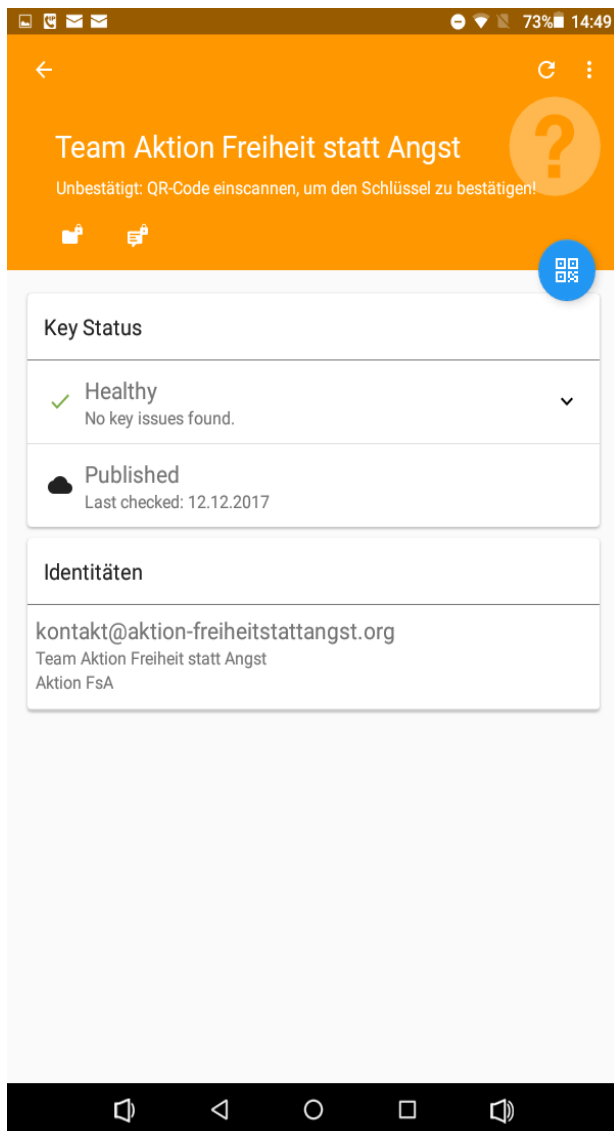 73% 14:49
Team Aktion Freiheit statt Angst
Unbestätigt: QR-Code einscannen, um den Schlüssel zu bestätigen!
Key Status
Healthy
No key issues found.
Published
Last checked: 12.12.2017
Identitäten
kontakt@aktion-freiheitstattangst.org
Team Aktion Freiheit statt Angst
Aktion FsA